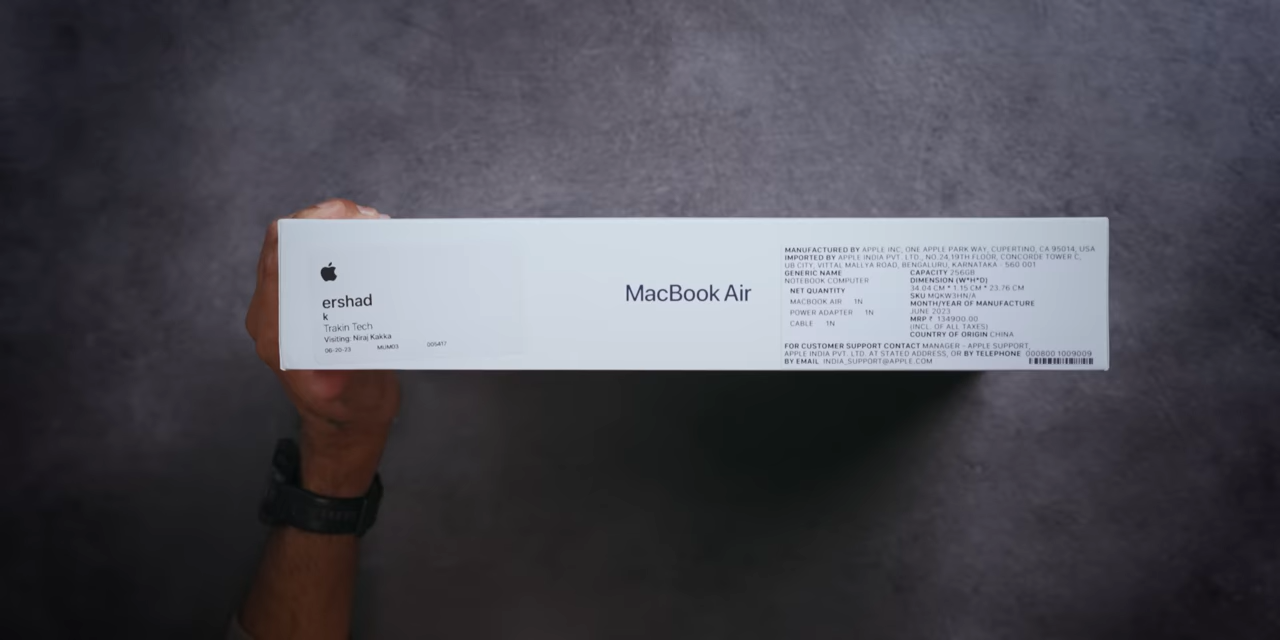 ershad
k
Trakin Tech
Visiting: Niraj Kakka
06-20-23 MUM03 005417
MacBook Air
MANUFACTURED BY APPLE INC, ONE APPLE PARK WAY, CUPERTINO, CA 95014, USA
IMPORTED BY APPLE INDIA PVT. LTD., NO.24,19TH FLOOR, CONCORDE TOWER C,
UB CITY, VITTAL MALLYA ROAD, BENGALURU, KARNATAKA - 560 001
GENERIC NAME
NOTEBOOK COMPUTER
NET QUANTITY
MACBOOK AIR 1N
POWER ADAPTER 1N
CABLE 1N
CAPACITY 256GB
DIMENSION (W*H*D)
34.04 CM * 1.15 CM * 23.76 CM
SKU MQKW3HN/A
MONTH/YEAR OF MANUFACTURE
JUNE 2023
MRP ₹ 134900.00
(INCL. OF ALL TAXES)
COUNTRY OF ORIGIN CHINA
FOR CUSTOMER SUPPORT CONTACT MANAGER - APPLE SUPPORT,
APPLE INDIA PVT. LTD. AT STATED ADDRESS, OR BY TELEPHONE 000800 1009009
BY EMAIL INDIA_SUPPORT@APPLE.COM